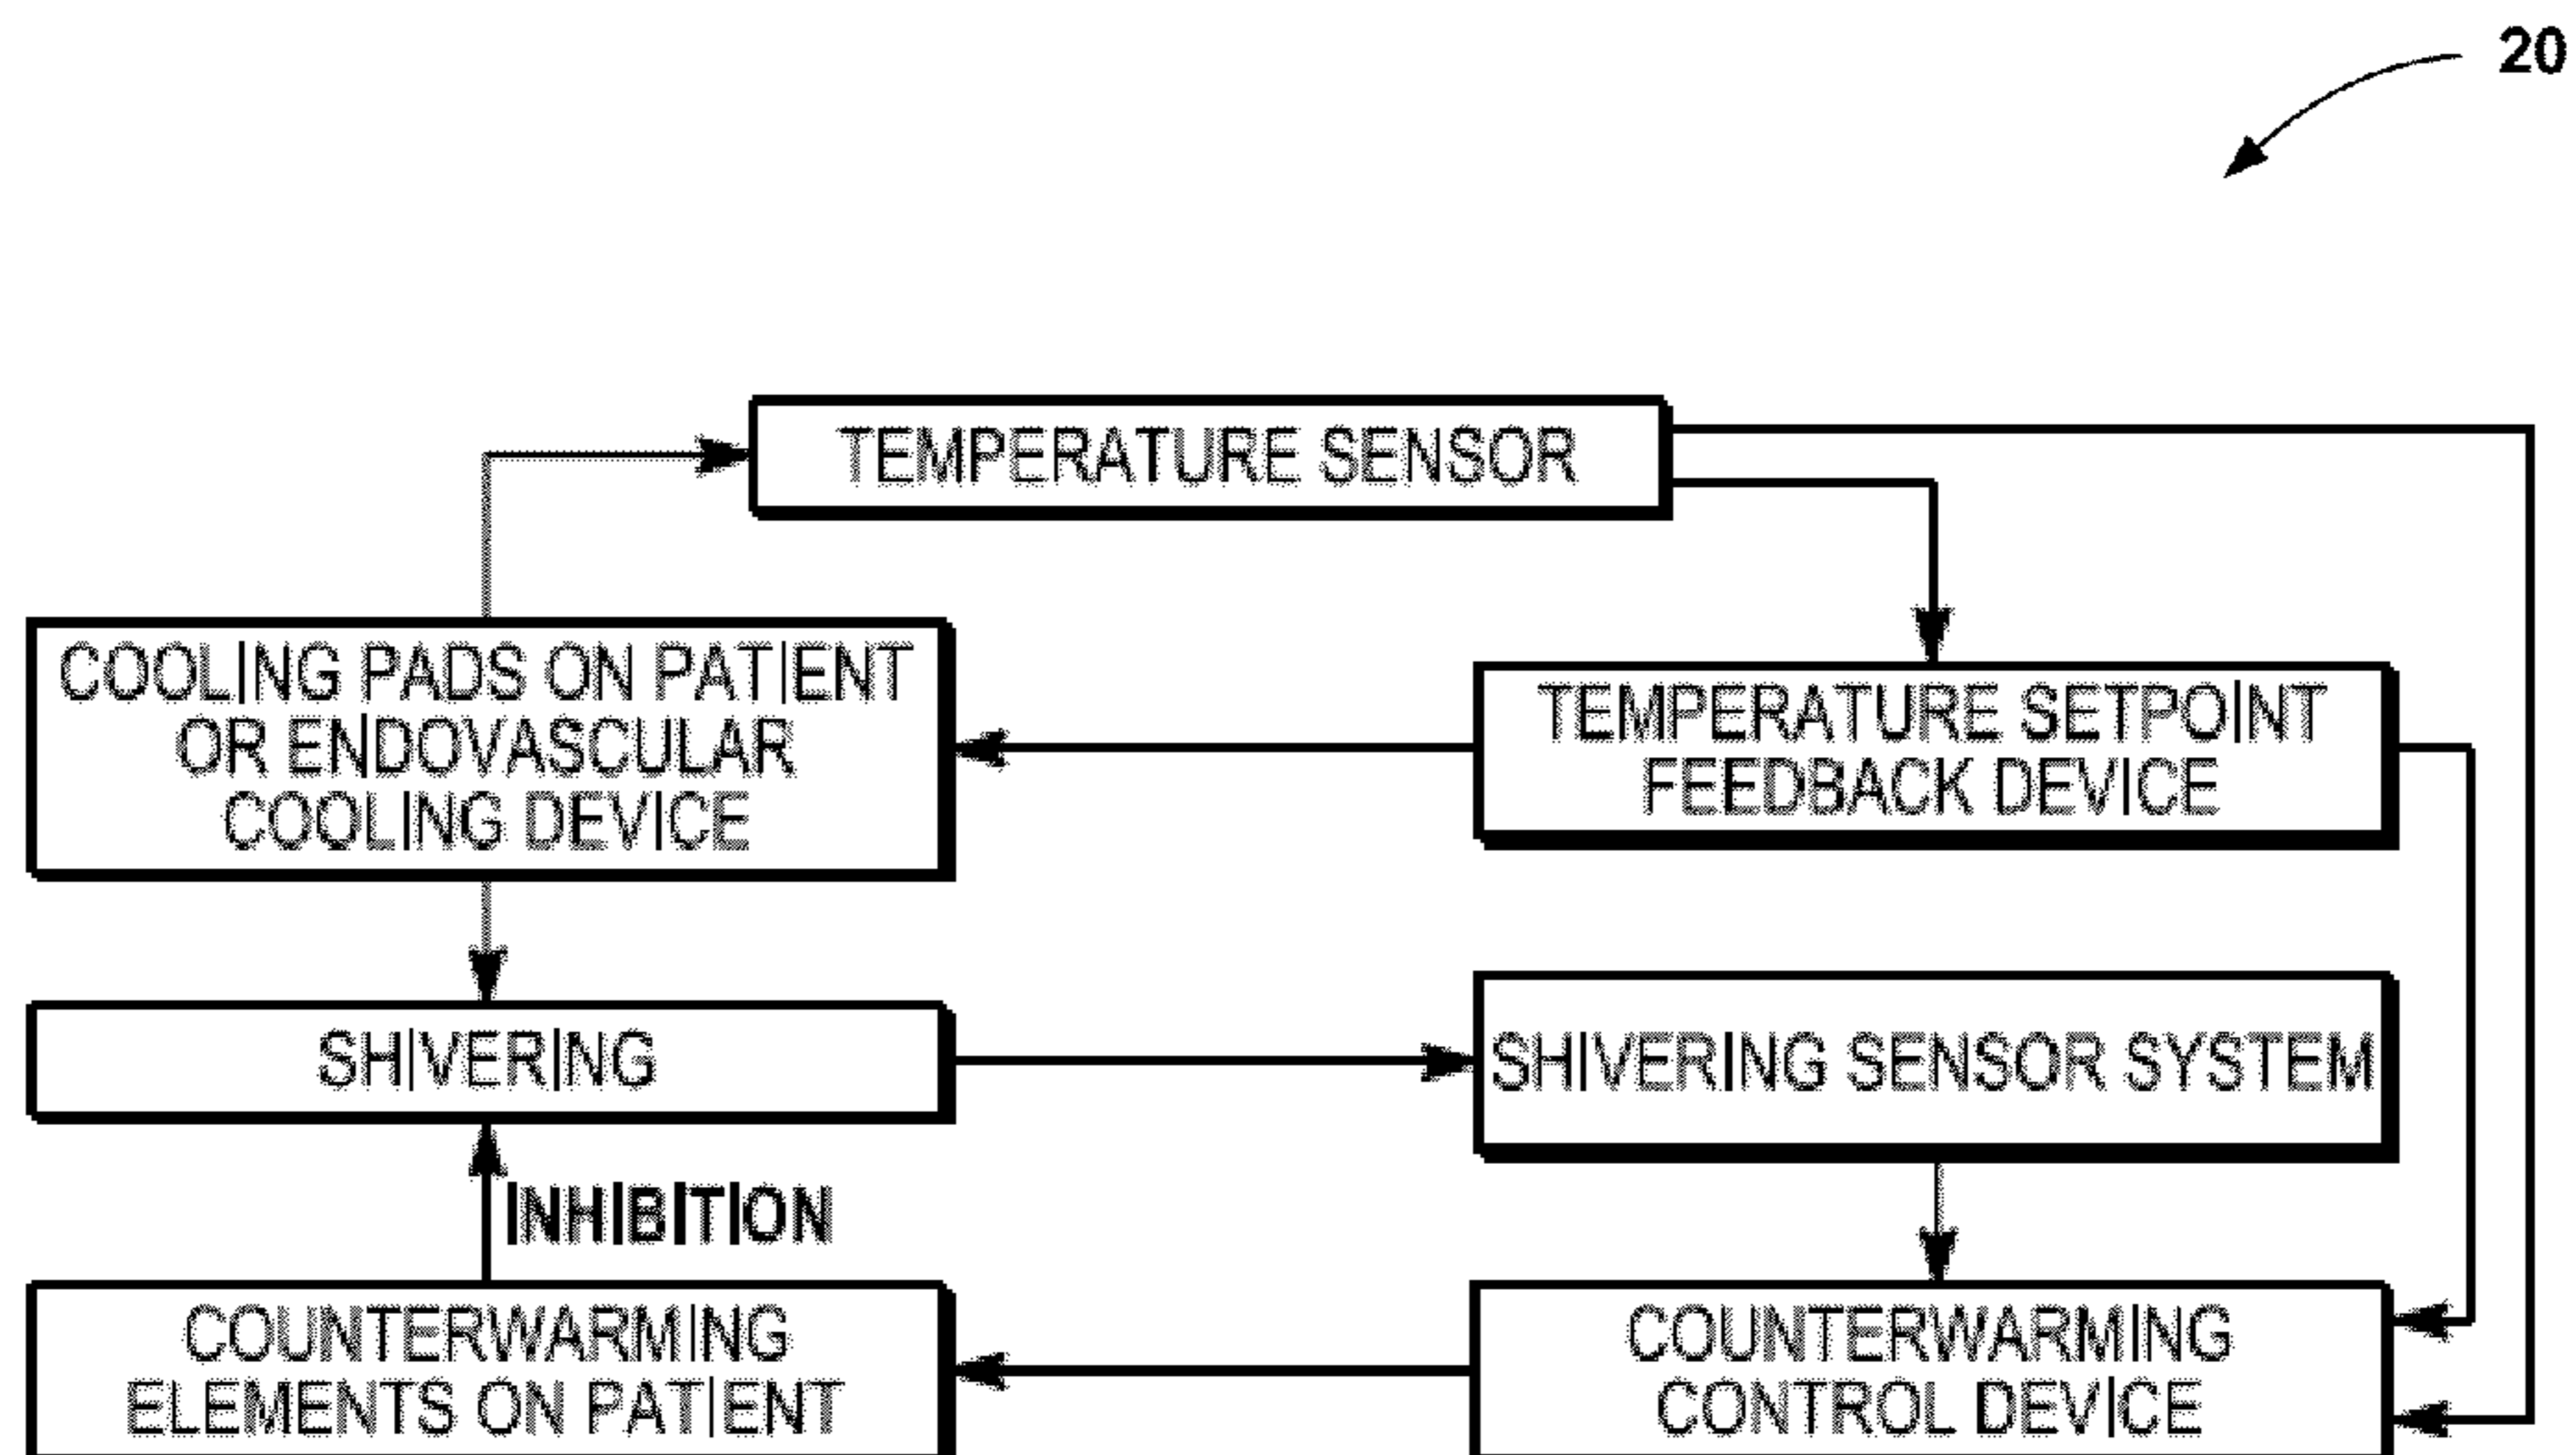 20
TEMPERATURE SENSOR
COOLING PADS ON PATIENT
OR ENDOVASCULAR
COOLING DEVICE
TEMPERATURE SETPOINT
FEEDBACK DEVICE
SHIVERING
SHIVERING SENSOR SYSTEM
INHIBITION
COUNTERWARMING
ELEMENTS ON PATIENT
COUNTERWARMING
CONTROL DEVICE